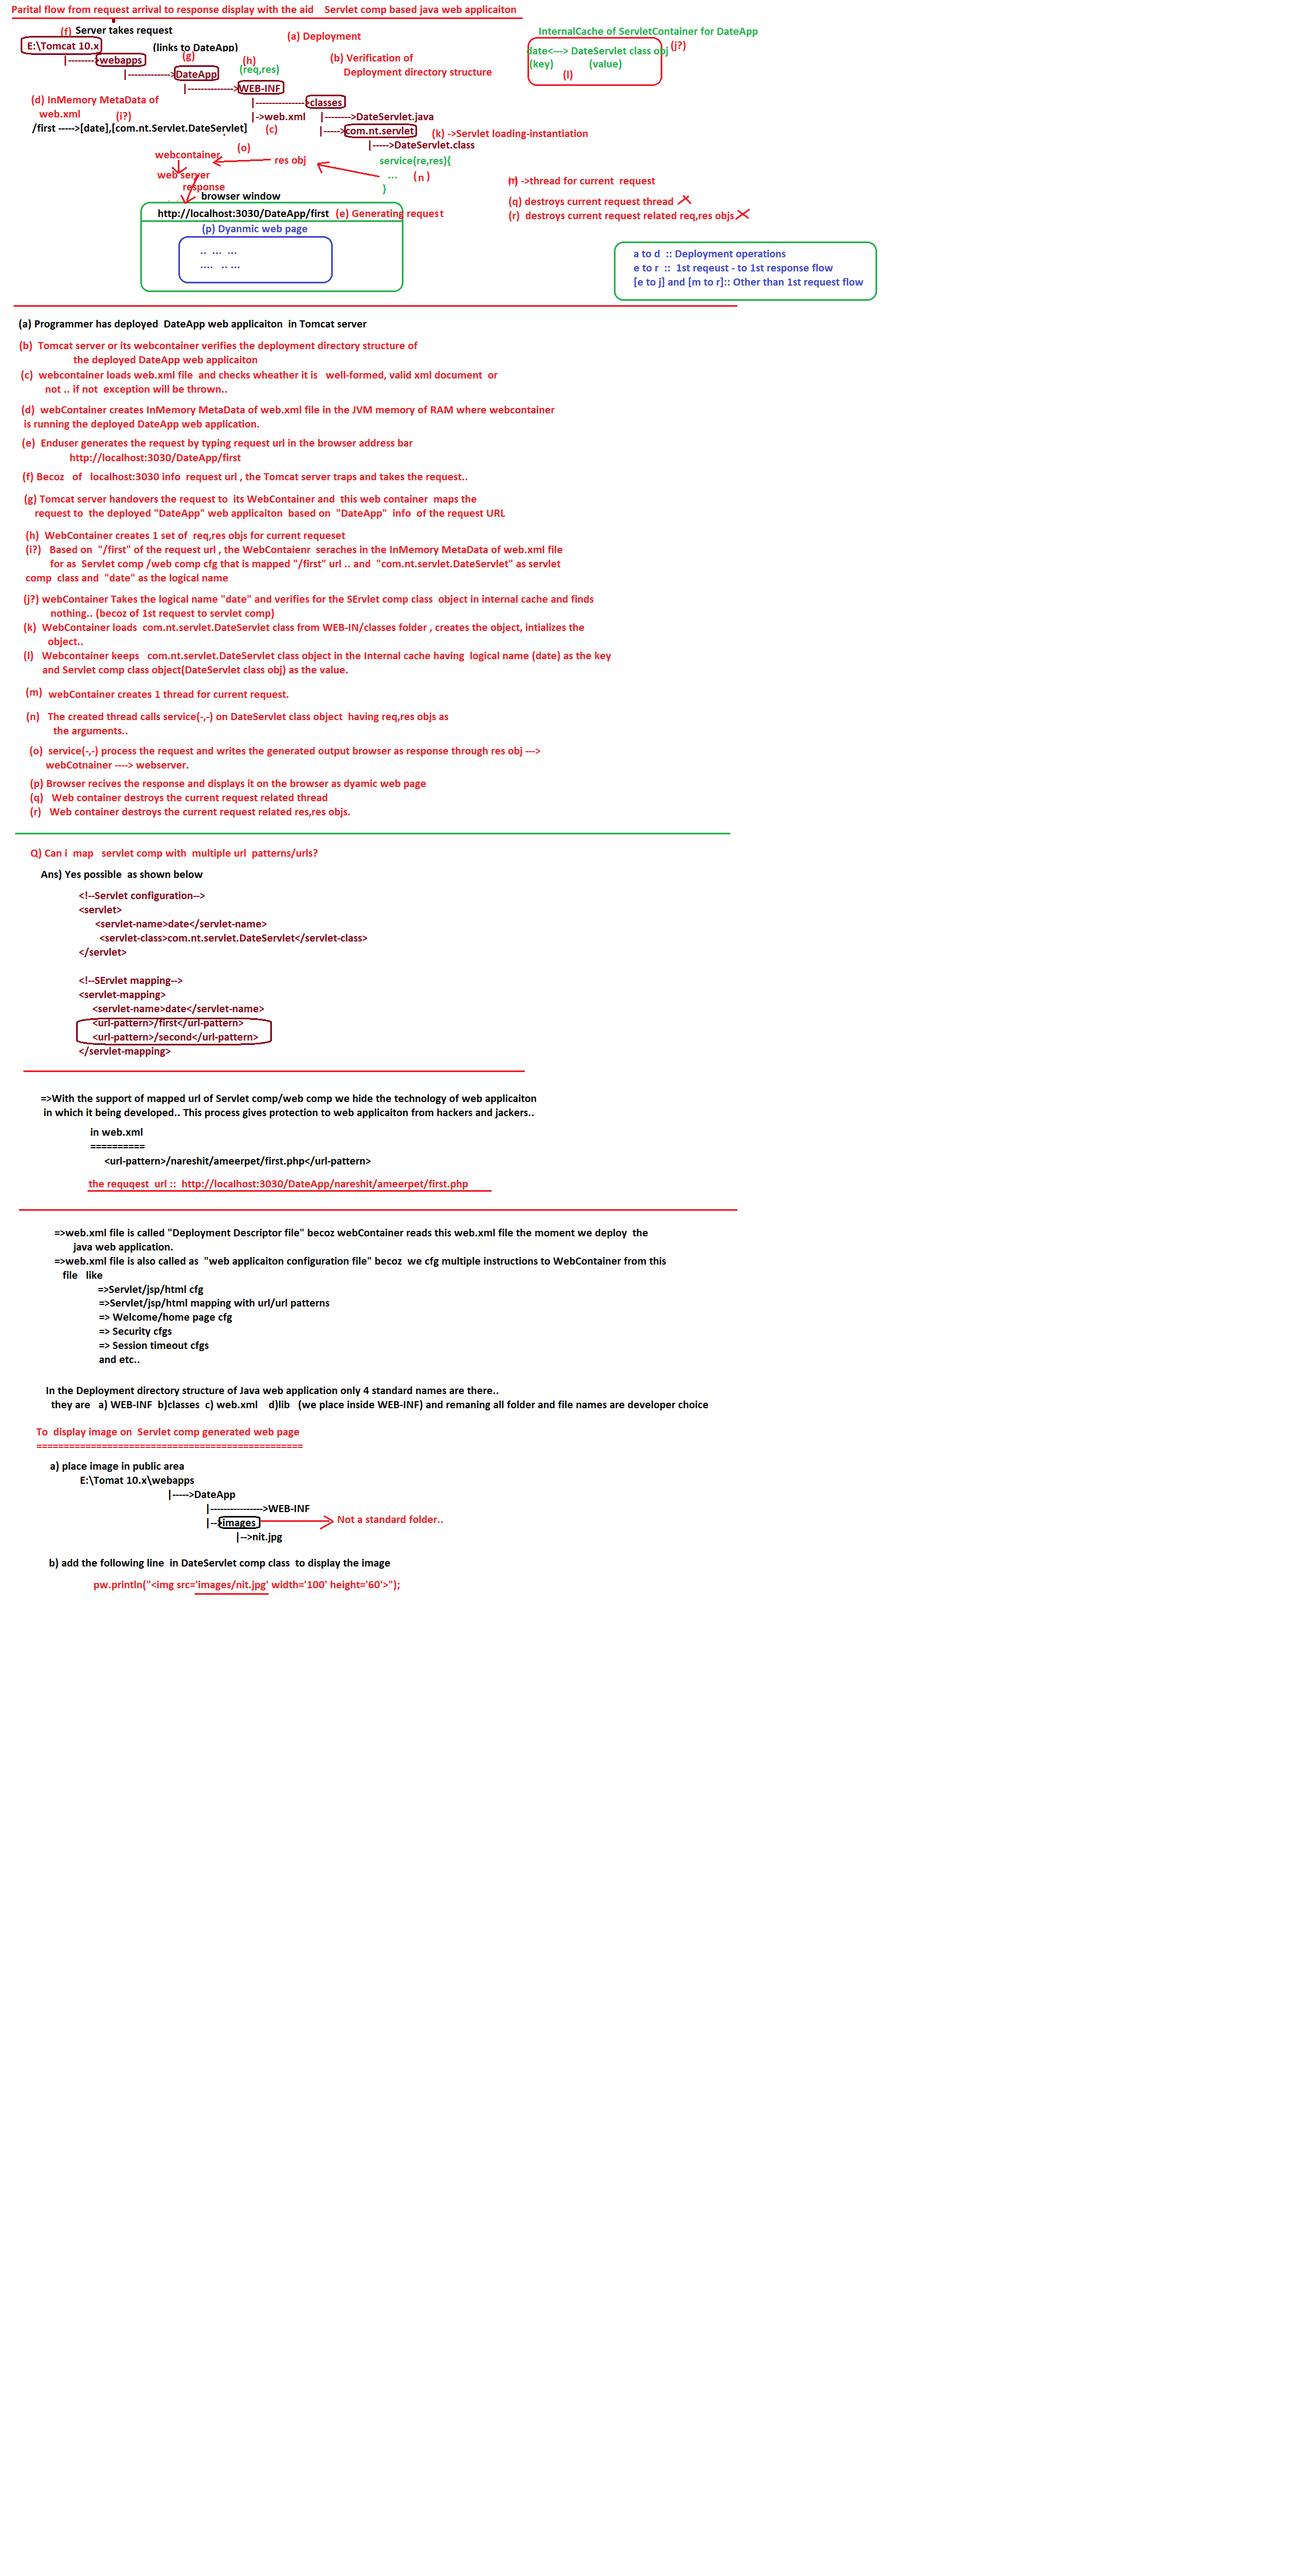 Parital flow from request arrival to response display with the aid    Servlet comp based java web applicaiton
(f) Server takes request
(a) Deployment
InternalCache of ServletContainer for DateApp
E:\Tomcat 10.x
(links to DateApp)
date<---> DateServlet class obj (j?)
|-------->webapps
(g)
(h)
(b) Verification of
Deployment directory structure
(key)
(value)
(req,res)
|------------->DateApp
(l)
|-------------->WEB-INF
(d) InMemory MetaData of
web.xml
(i?)
|--------------->classes
|->web.xml
|-------->DateServlet.java
/first ----->[date],[com.nt.Servlet.DateServlet]
(c)
|----->com.nt.servlet
(k) ->Servlet loading-instantiation
|----->DateServlet.class
webcontainer
(o)
res obj
service(re,res){
... (n)
}
web server
response
(m) ->thread for current  request
browser window
(q) destroys current request thread
http://localhost:3030/DateApp/first
(e) Generating request
(r)  destroys current request related req,res objs
(p) Dyanmic web page
..  ...  ...
....   .. ...
a to d  :: Deployment operations
e to r  ::  1st reqeust - to 1st response flow
[e to j] and [m to r]:: Other than 1st request flow
(a) Programmer has deployed  DateApp web applicaiton  in Tomcat server
(b)  Tomcat server or its webcontainer verifies the deployment directory structure of
the deployed DateApp web applicaiton
(c)  webcontainer loads web.xml file  and checks wheather it is   well-formed, valid xml document  or
not .. if not  exception will be thrown..
(d)  webContainer creates InMemory MetaData of web.xml file in the JVM memory of RAM where webcontainer
is running the deployed DateApp web application.
(e)  Enduser generates the request by typing request url in the browser address bar
http://localhost:3030/DateApp/first
(f) Becoz   of   localhost:3030 info  request url , the Tomcat server traps and takes the request..
(g) Tomcat server handovers the request to  its WebContainer and  this web container  maps the
request to  the deployed "DateApp" web applicaiton  based on  "DateApp"  info  of the request URL
(h)  WebContainer creates 1 set of  req,res objs for current requeset
(i?)   Based on  "/first" of the request url , the WebContaienr  seraches in the InMemory MetaData of web.xml file
for as  Servlet comp /web comp cfg that is mapped "/first" url .. and  "com.nt.servlet.DateServlet" as servlet
comp  class and  "date" as the logical name
(j?) webContainer Takes the logical name "date" and verifies for the SErvlet comp class  object in internal cache and finds
nothing.. (becoz of 1st request to servlet comp)
(k)  WebContainer loads  com.nt.servlet.DateServlet class from WEB-IN/classes folder , creates the object, intializes the
object..
(l)   Webcontainer keeps   com.nt.servlet.DateServlet class object in the Internal cache having  logical name (date) as the key
and Servlet comp class object(DateServlet class obj) as the value.
(m)  webContainer creates 1 thread for current request.
(n)   The created thread calls service(-,-) on DateServlet class object  having req,res objs as
the arguments..
(o)  service(-,-) process the request and writes the generated output browser as response through res obj --->
webCotnainer ----> webserver.
(p) Browser recives the response and displays it on the browser as dyamic web page
(q)   Web container destroys the current request related thread
(r)   Web container destroys the current request related res,res objs.
Q) Can i  map   servlet comp with  multiple url  patterns/urls?
Ans) Yes possible  as shown below
<!--Servlet configuration-->
<servlet>
<servlet-name>date</servlet-name>
<servlet-class>com.nt.servlet.DateServlet</servlet-class>
</servlet>
<!--SErvlet mapping-->
<servlet-mapping>
<servlet-name>date</servlet-name>
<url-pattern>/first</url-pattern>
<url-pattern>/second</url-pattern>
</servlet-mapping>
=>With the support of mapped url of Servlet comp/web comp we hide the technology of web applicaiton
in which it being developed.. This process gives protection to web applicaiton from hackers and jackers..
in web.xml
==========
<url-pattern>/nareshit/ameerpet/first.php</url-pattern>
the requqest  url ::  http://localhost:3030/DateApp/nareshit/ameerpet/first.php
=>web.xml file is called "Deployment Descriptor file" becoz webContainer reads this web.xml file the moment we deploy  the
java web application.
=>web.xml file is also called as  "web applicaiton configuration file" becoz  we cfg multiple instructions to WebContainer from this
file   like
=>Servlet/jsp/html cfg
=>Servlet/jsp/html mapping with url/url patterns
=> Welcome/home page cfg
=> Security cfgs
=> Session timeout cfgs
and etc..
In the Deployment directory structure of Java web application only 4 standard names are there..
they are   a) WEB-INF  b)classes  c) web.xml    d)lib   (we place inside WEB-INF) and remaning all folder and file names are developer choice
To  display image on  Servlet comp generated web page
=================================================
a) place image in public area
E:\Tomat 10.x\webapps
|----->DateApp
|---------------->WEB-INF
|-->images
Not a standard folder..
|-->nit.jpg
b) add the following line  in DateServlet comp class  to display the image
pw.println("<img src='images/nit.jpg' width='100' height='60'>");